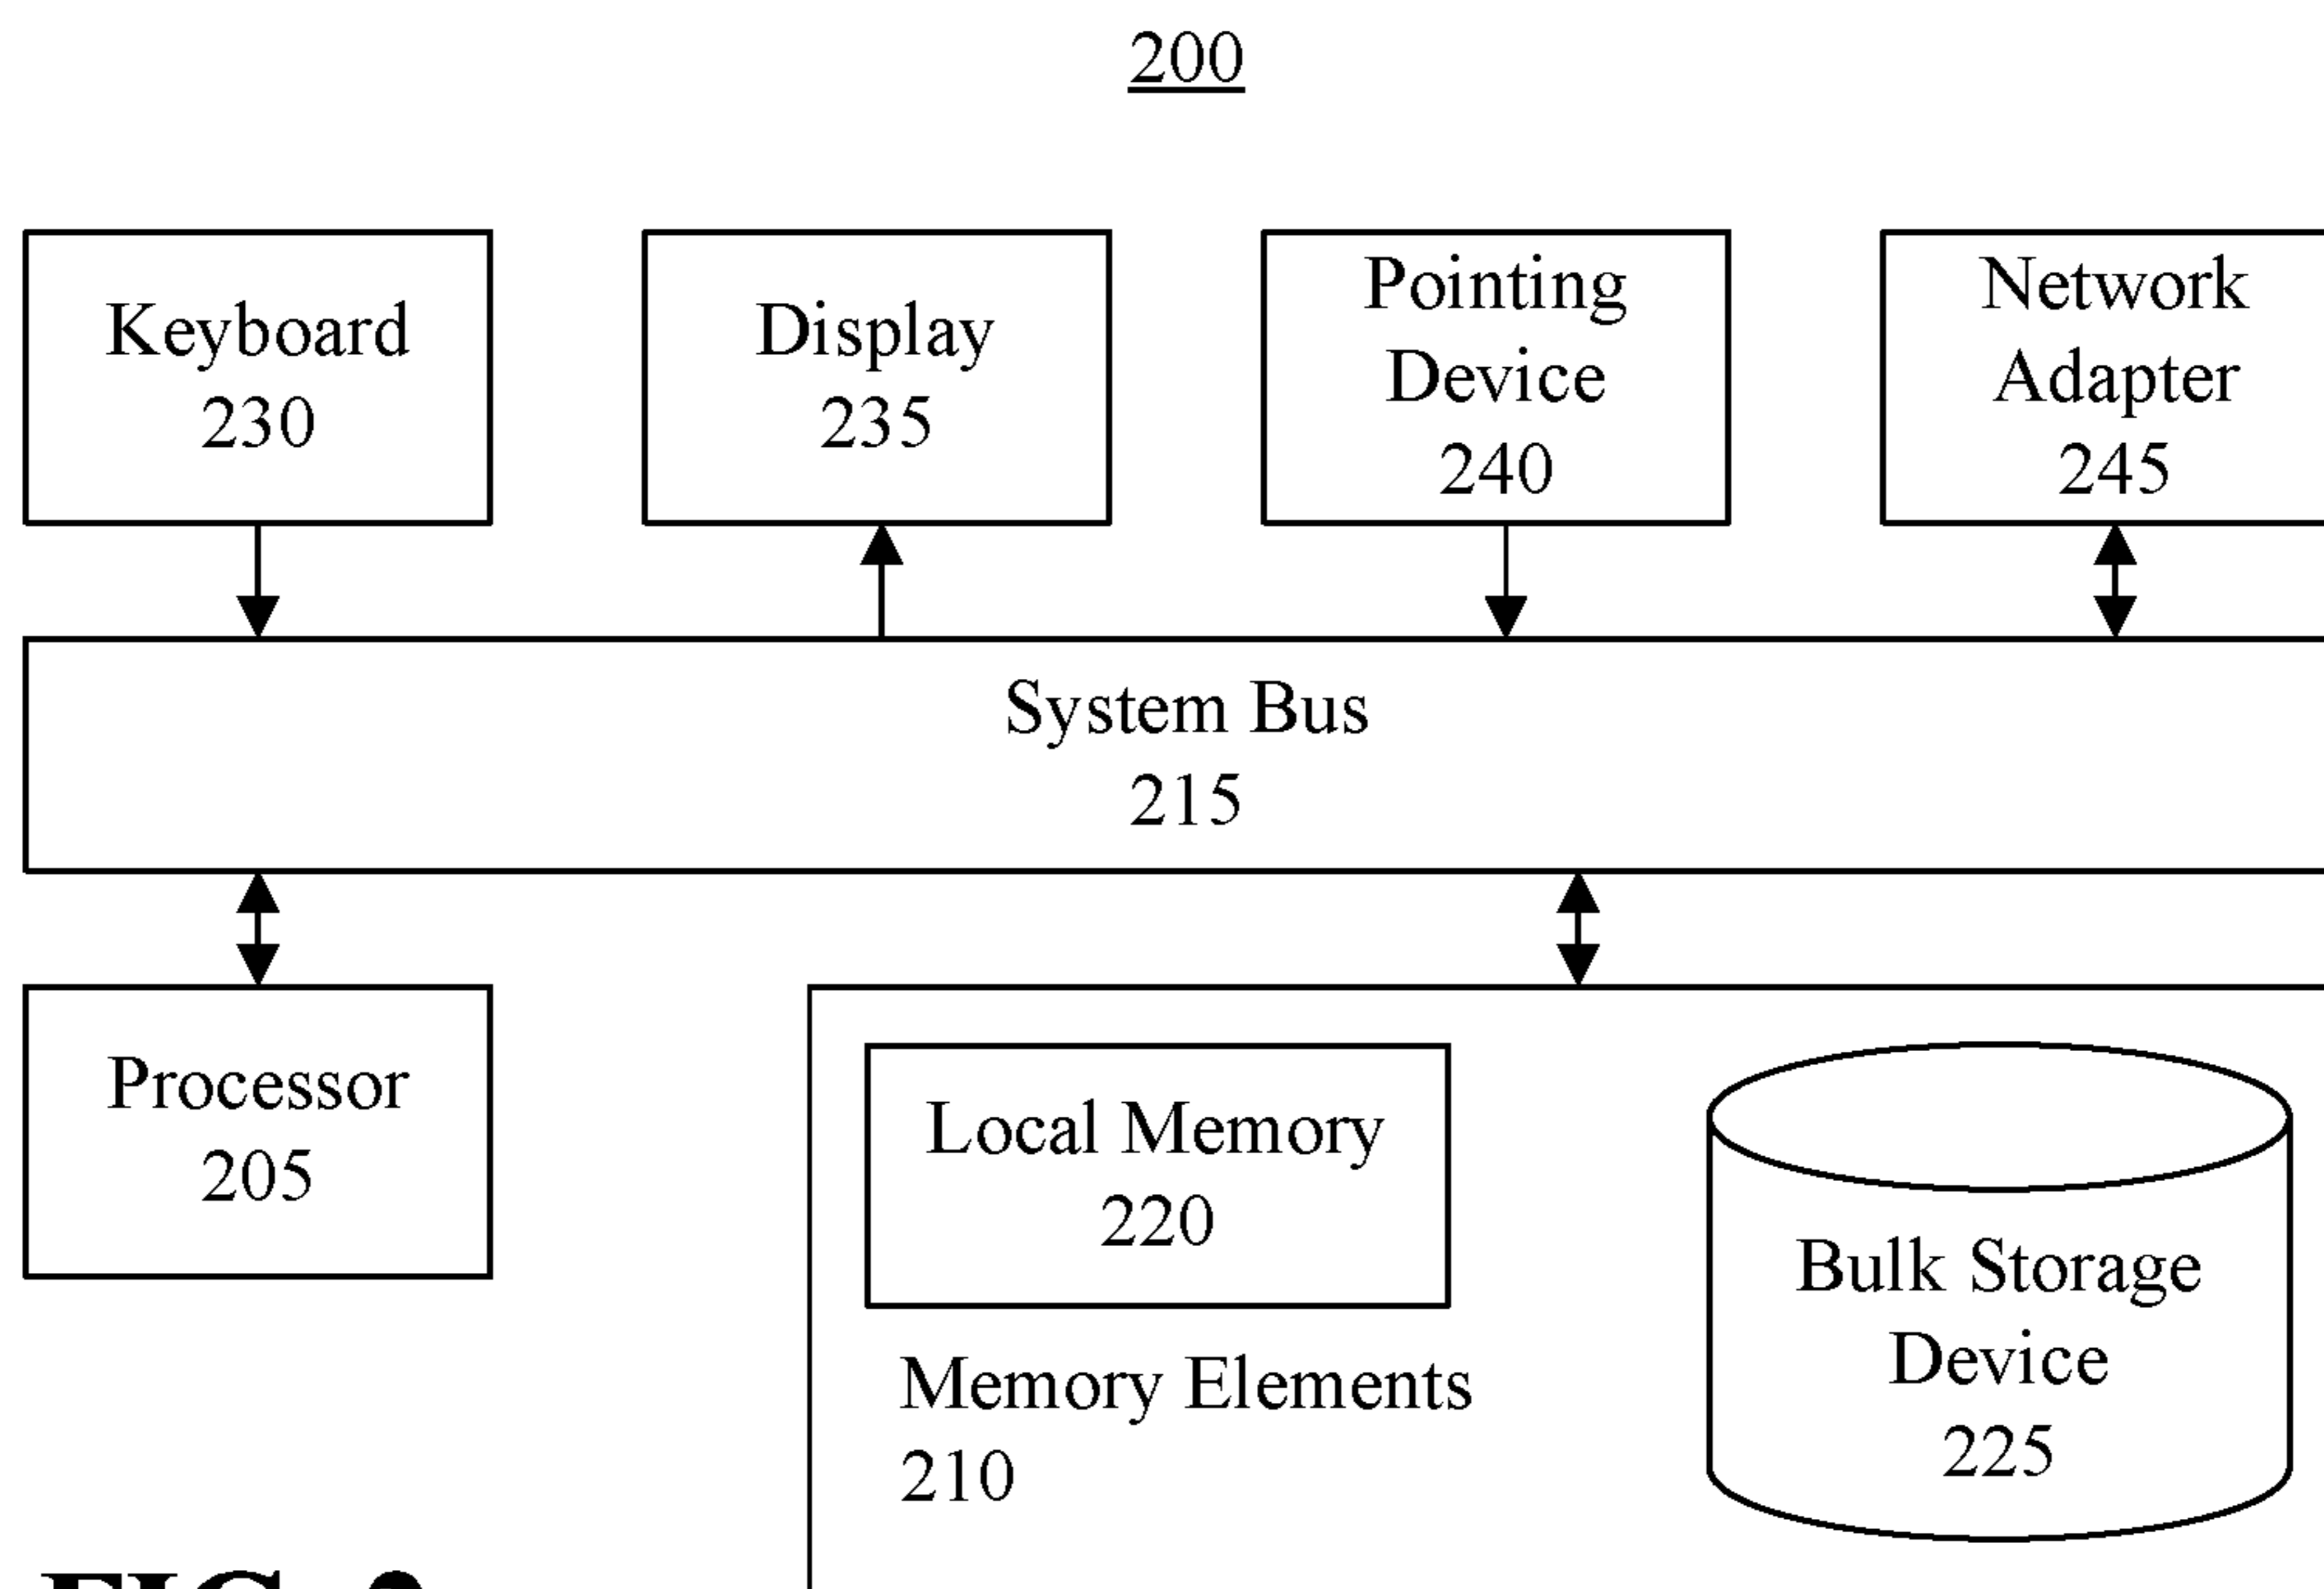 200
Keyboard
230
Display
235
Pointing
Device
240
Network
Adapter
245
System Bus
215
Processor
205
Local Memory
220
Memory Elements
210
Bulk Storage
Device
225